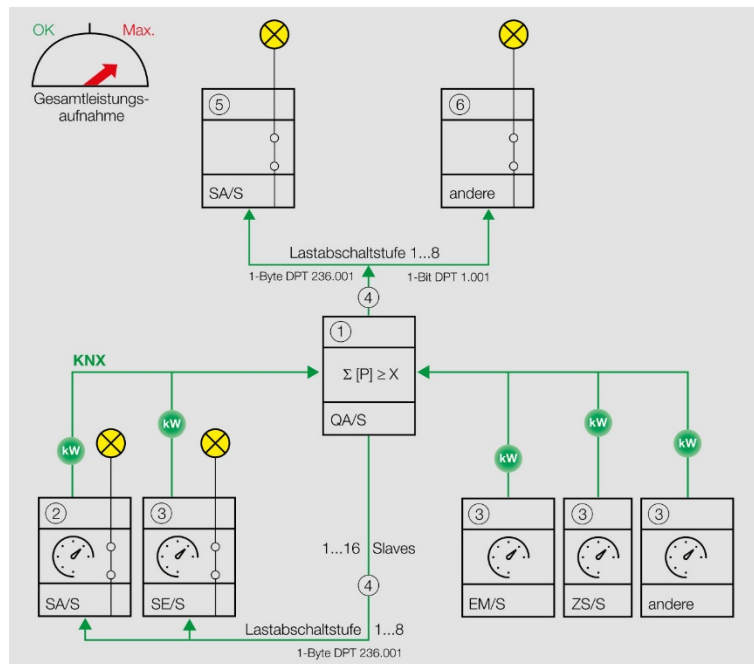 OK Max.
Gesamtleistungs-
aufnahme
5
6
SA/S
andere
Lastabschaltstufe 1...8
1-Byte DPT 236.001 1-Bit DPT 1.001
4
1
KNX
Σ [P] ≥ X
QA/S
kW
kW
kW
kW
kW
2
3
3
3
3
1...16 Slaves
4
SA/S
SE/S
EM/S
ZS/S
andere
Lastabschaltstufe 1...8
1-Byte DPT 236.001